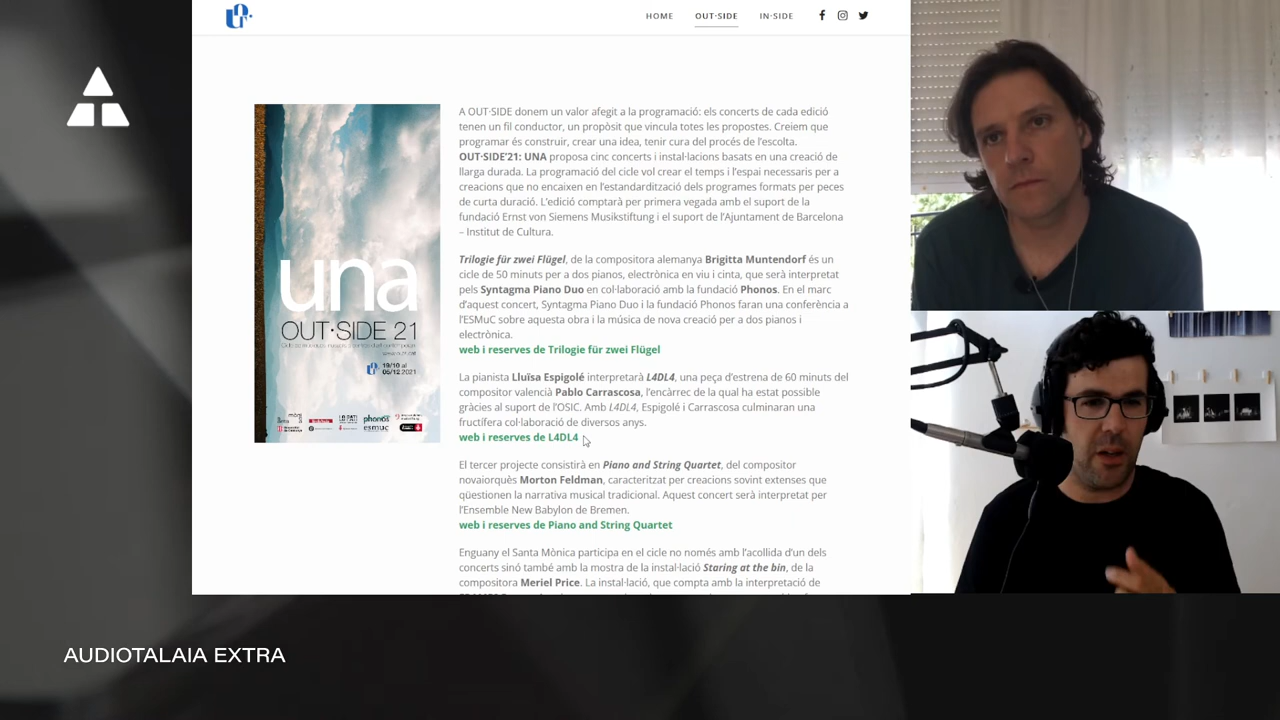 HOME
OUT·SIDE
IN·SIDE
A OUT·SIDE donem un valor afegit a la programació: els concerts de cada edició
tenen un fil conductor, un propòsit que vincula totes les propostes. Creiem que
programar és construir, crear una idea, tenir cura del procés de l'escolta.
OUT·SIDE'21: UNA proposa cinc concerts i instal·lacions basats en una creació de
llarga durada. La programació del cicle vol crear el temps i l'espai necessaris per a
creacions que no encaixen en l'estandardització dels programes formats per peces
de curta duració. L'edició comptarà per primera vegada amb el suport de la
fundació Ernst von Siemens Musikstiftung i el suport de l'Ajuntament de Barcelona
– Institut de Cultura.
Trilogie für zwei Flügel, de la compositora alemanya Brigitta Muntendorf és un
cicle de 50 minuts per a dos pianos, electrònica en viu i cinta, que serà interpretat
pels Syntagma Piano Duo en col·laboració amb la fundació Phonos. En el marc
d'aquest concert, Syntagma Piano Duo i la fundació Phonos faran una conferència a
l'ESMuC sobre aquesta obra i la música de nova creació per a dos pianos i
electrònica.
web i reserves de Trilogie für zwei Flügel
La pianista Lluïsa Espigolé interpretarà L4DL4, una peça d'estrena de 60 minuts del
compositor valencià Pablo Carrascosa, l'encàrrec de la qual ha estat possible
gràcies al suport de l'OSIC. Amb L4DL4, Espigolé i Carrascosa culminaran una
fructífera col·laboració de diversos anys.
web i reserves de L4DL4
El tercer projecte consistirà en Piano and String Quartet, del compositor
novaiorquès Morton Feldman, caracteritzat per creacions sovint extenses que
qüestionen la narrativa musical tradicional. Aquest concert serà interpretat per
l'Ensemble New Babylon de Bremen.
web i reserves de Piano and String Quartet
Enguany el Santa Mònica participa en el cicle no només amb l'acollida d'un dels
concerts sinó també amb la mostra de la instal·lació Staring at the bin, de la
compositora Meriel Price. La instal·lació, que compta amb la interpretació de
una
OUT·SIDE 21
19/10 al
05/12 2021
phonos
esmuc
AUDIOTALAIA EXTRA